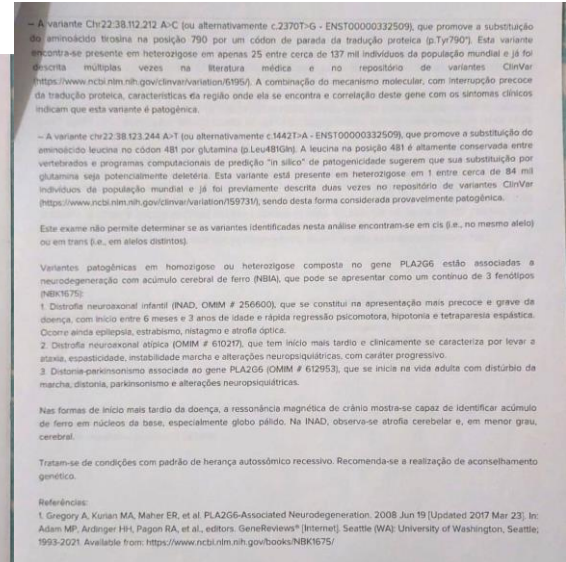 – A variante Chr22:38.112.212 A>C (ou alternativamente c.2370T>G - ENST00000332509), que promove a substituição
do aminoácido tirosina na posição 790 por um códon de parada da tradução proteica (p.Tyr790*). Esta variante
encontra-se presente em heterozigose em apenas 25 entre cerca de 137 mil indivíduos da população mundial e já foi
descrita múltiplas vezes na literatura médica e no repositório de variantes ClinVar
(https://www.ncbi.nlm.nih.gov/clinvar/variation/6195/). A combinação do mecanismo molecular, com interrupção precoce
da tradução proteica, características da região onde ela se encontra e correlação deste gene com os sintomas clínicos
indicam que esta variante é patogênica.
– A variante chr22:38.123.244 A>T (ou alternativamente c.1442T>A - ENST00000332509), que promove a substituição do
aminoácido leucina no códon 481 por glutamina (p.Leu481Gln). A leucina na posição 481 é altamente conservada entre
vertebrados e programas computacionais de predição "in silico" de patogenicidade sugerem que sua substituição por
glutamina seja potencialmente deletéria. Esta variante está presente em heterozigose em 1 entre cerca de 84 mil
indivíduos da população mundial e já foi previamente descrita duas vezes no repositório de variantes ClinVar
(https://www.ncbi.nlm.nih.gov/clinvar/variation/159731/), sendo desta forma considerada provavelmente patogênica.
Este exame não permite determinar se as variantes identificadas nesta análise encontram-se em cis (i.e., no mesmo alelo)
ou em trans (i.e., em alelos distintos).
Variantes patogênicas em homozigose ou heterozigose composta no gene PLA2G6 estão associadas a
neurodegeneração com acúmulo cerebral de ferro (NBIA), que pode se apresentar como um contínuo de 3 fenótipos
(NBK1675):
1. Distrofia neuroaxonal infantil (INAD, OMIM # 256600), que se constitui na apresentação mais precoce e grave da
doença, com início entre 6 meses e 3 anos de idade e rápida regressão psicomotora, hipotonia e tetraparesia espástica.
Ocorre ainda epilepsia, estrabismo, nistagmo e atrofia óptica.
2. Distrofia neuroaxonal atípica (OMIM # 610217), que tem início mais tardio e clinicamente se caracteriza por levar a
ataxia, espasticidade, instabilidade marcha e alterações neuropsiquiátricas, com caráter progressivo.
3. Distonia-parkinsonismo associada ao gene PLA2G6 (OMIM # 612953), que se inicia na vida adulta com distúrbio da
marcha, distonia, parkinsonismo e alterações neuropsiquiátricas.
Nas formas de início mais tardio da doença, a ressonância magnética de crânio mostra-se capaz de identificar acúmulo
de ferro em núcleos da base, especialmente globo pálido. Na INAD, observa-se atrofia cerebelar e, em menor grau,
cerebral.
Tratam-se de condições com padrão de herança autossômico recessivo. Recomenda-se a realização de aconselhamento
genético.
Referências:
1. Gregory A, Kurian MA, Maher ER, et al. PLA2G6-Associated Neurodegeneration. 2008 Jun 19 [Updated 2017 Mar 23]. In:
Adam MP, Ardinger HH, Pagon RA, et al., editors. GeneReviews® [Internet]. Seattle (WA): University of Washington, Seattle;
1993-2021. Available from: https://www.ncbi.nlm.nih.gov/books/NBK1675/